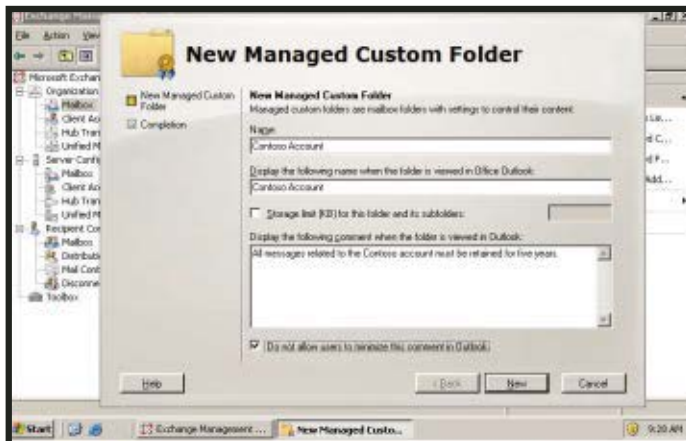 File Action View
New Managed Custom Folder
Microsoft Exchan
Organization
Mailbox
Client Ac
Hub Tran
Unified M
Server Confi
Mailbox
Client Ac
Hub Tran
Unified M
Recipient Cor
Mailbox
Distributi
Mail Cont
Disconne
Toolbox
New Managed Custom
Folder
Completion
New Managed Custom Folder
Managed custom folders are mailbox folders with settings to control their content.
Name:
Contoso Account
Display the following name when the folder is viewed in Office Outlook:
Contoso Account
Storage limit (KB) for this folder and its subfolders:
Display the following comment when the folder is viewed in Outlook:
All messages related to the Contoso account must be retained for five years.
Do not allow users to minimize this comment in Outlook.
Help
< Back
New
Cancel
Start
Exchange Managemen ...
New Managed Custo...
9:20 AM